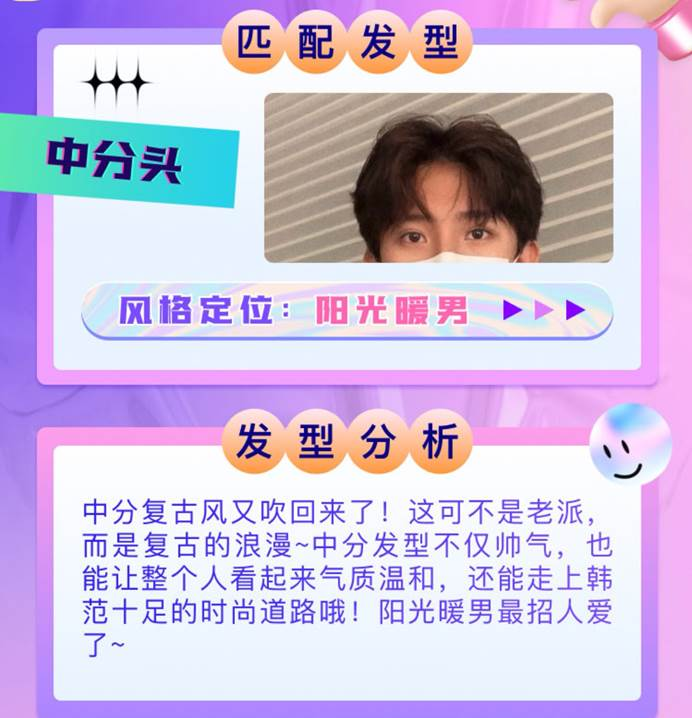 匹配发型
中分头
风格定位：阳光暖男
发型分析
中分复古风又吹回来了！这可不是老派，
而是复古的浪漫~中分发型不仅帅气，也
能让整个人看起来气质温和，还能走上韩
范十足的时尚道路哦！阳光暖男最招人爱
了~